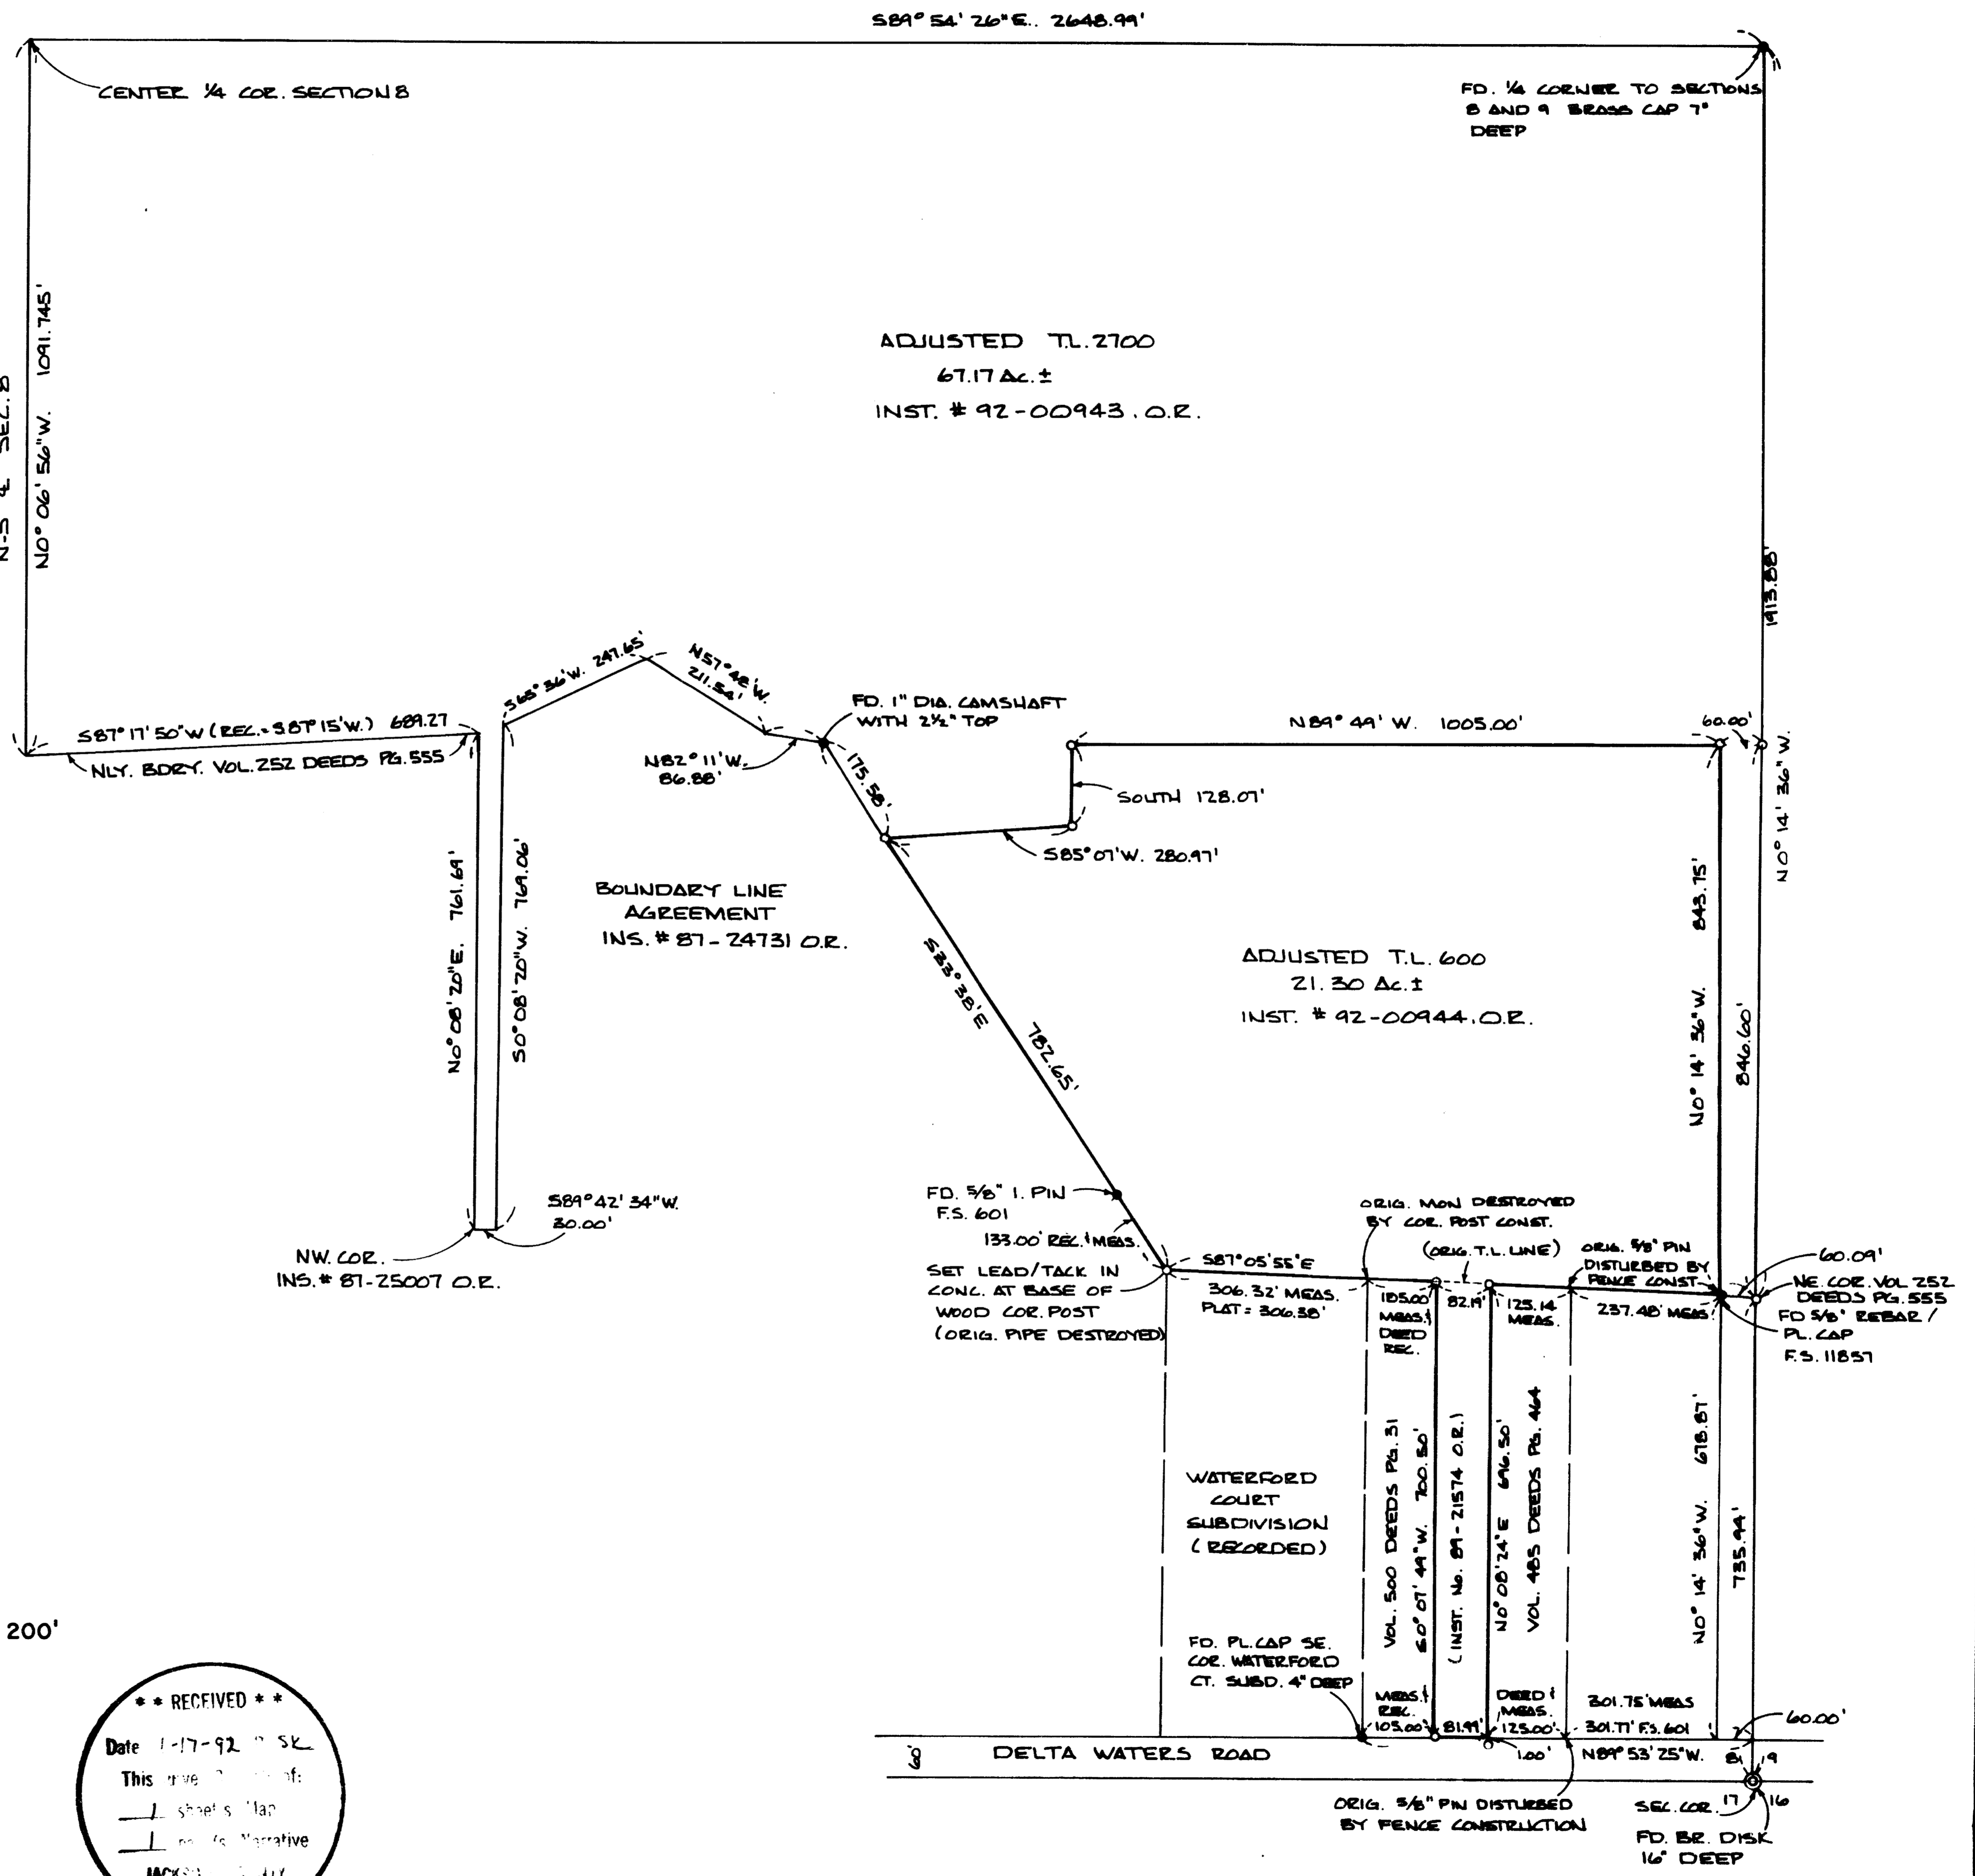 S89° 54' 26" E. 2648.99'
CENTER ¼ COR. SECTION 8
FD. ¼ CORNER TO SECTIONS
8 AND 9 BRASS CAP 7"
DEEP
N-S ℄ SEC. 8
N0° 06' 56" W. 1091.745'
ADJUSTED T.L. 2700
67.17 Ac. ±
INST. # 92-00943. O.R.
1913.88'
N0° 14' 36" W.
S87° 17' 50" W (REC. = S87° 15' W.) 689.27
NLY. BDRY. VOL. 252 DEEDS PG. 555
S65° 36' W. 247.65'
N57° 42' W.
211.54'
N82° 11' W.
86.88'
FD. 1" DIA. CAMSHAFT
WITH 2½" TOP
175.58'
N89° 49' W. 1005.00'
60.00'
SOUTH 128.07'
S85° 07' W. 280.97'
N0° 08' 20" E. 761.69'
S0° 08' 20" W. 769.06'
BOUNDARY LINE
AGREEMENT
INS. # 87-24731 O.R.
S33° 38' E
782.65'
ADJUSTED T.L. 600
21.30 Ac. ±
INST. # 92-00944. O.R.
N0° 14' 36" W. 843.75'
846.60'
S89° 42' 34" W.
30.00'
NW. COR.
INS. # 87-25007 O.R.
FD. 5/8" I. PIN
F.S. 601
133.00' REC. & MEAS.
SET LEAD/TACK IN
CONC. AT BASE OF
WOOD COR. POST
(ORIG. PIPE DESTROYED)
ORIG. MON DESTROYED
BY COR. POST CONST.
(ORIG. T.L. LINE)
ORIG. 5/8" PIN
DISTURBED BY
FENCE CONST.
60.09'
NE. COR. VOL 252
DEEDS PG. 555
FD 5/8" REBAR /
PL. CAP
F.S. 11857
S87° 05' 55" E
306.32' MEAS.
PLAT = 306.38'
105.00'
MEAS. &
DEED
REC.
82.19'
125.14
MEAS.
237.48' MEAS.
WATERFORD
COURT
SUBDIVISION
(RECORDED)
VOL. 500 DEEDS PG. 31
S0° 07' 49" W. 700.50'
(INST. No. 89-21574 O.R.)
N0° 08' 24" E 696.50'
VOL. 485 DEEDS PG. 464
N0° 14' 36" W. 678.87'
735.94'
FD. PL. CAP SE.
COR. WATERFORD
CT. SUBD. 4" DEEP
MEAS. &
REC.
105.00'
81.99'
DEED &
MEAS.
125.00'
1.00'
301.75' MEAS
301.77' F.S. 601
60.00'
60'
DELTA WATERS ROAD
N89° 53' 25" W.
8 9
ORIG. 5/8" PIN DISTURBED
BY FENCE CONSTRUCTION
SEC. COR. 17 16
FD. BR. DISK
16" DEEP
200'
* * RECEIVED * *
Date 1-17-92 SK
This of:
1 sheet s Map
1 Narrative